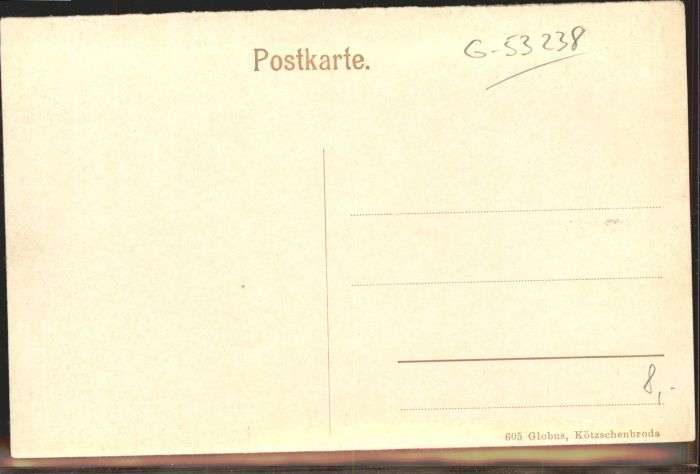 Postkarte.
G-53238
8,-
605 Globus, Kötzschenbroda